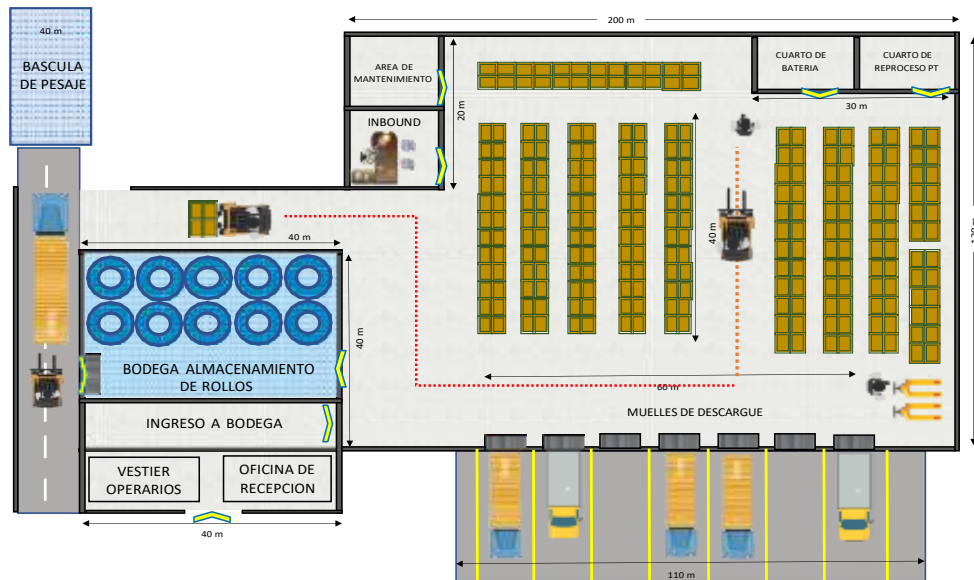 200 m
40 m
BASCULA
DE PESAJE
AREA DE
MANTENIMIENTO
20 m
CUARTO DE
BATERIA
CUARTO DE
REPROCESO PT
30 m
INBOUND
120 m
40 m
40 m
40 m
BODEGA ALMACENAMIENTO
DE ROLLOS
60 m
INGRESO A BODEGA
MUELLES DE DESCARGUE
VESTIER
OPERARIOS
OFICINA DE
RECEPCION
40 m
110 m